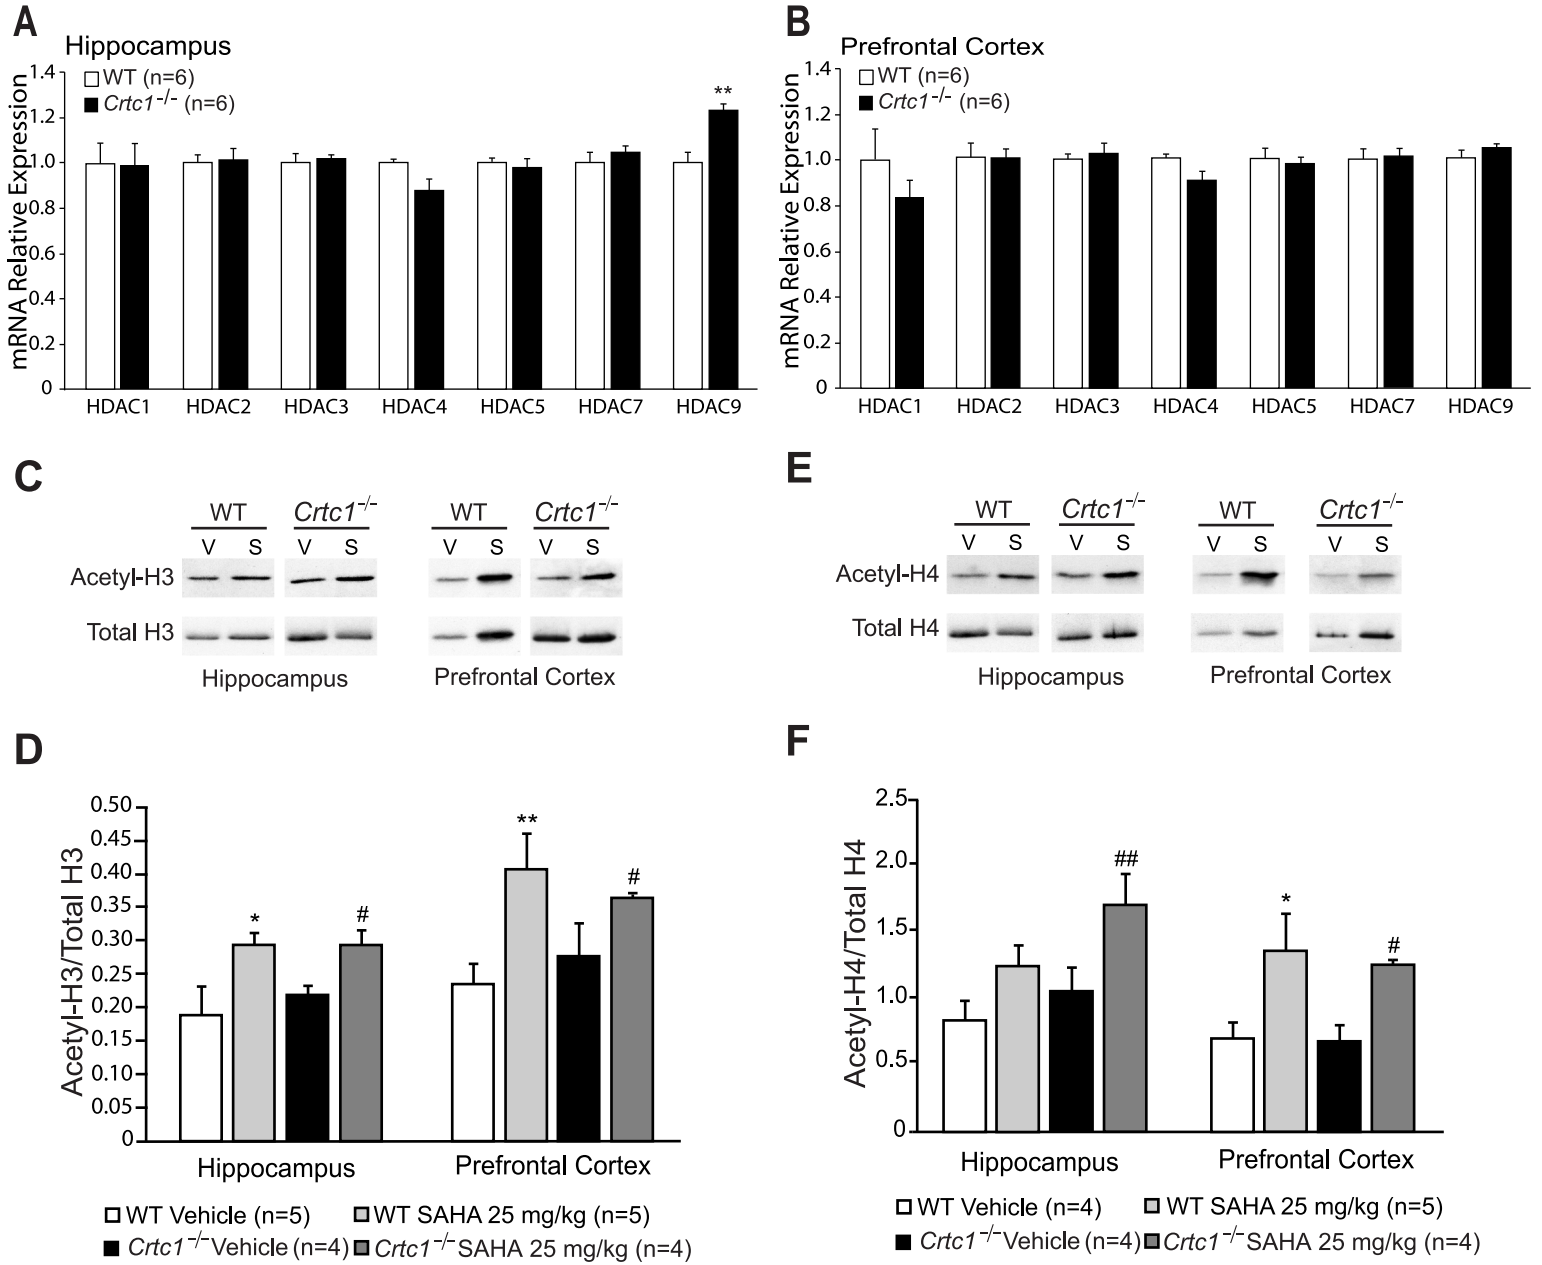 A
Hippocampus
mRNA Relative Expression
1.4
1.2
1.0
0.8
0.6
0.4
0.2
0
WT (n=6)
Crtc1⁻/⁻ (n=6)
**
HDAC1 HDAC2 HDAC3 HDAC4 HDAC5 HDAC7 HDAC9
B
Prefrontal Cortex
mRNA Relative Expression
1.4
1.2
1.0
0.8
0.6
0.4
0.2
0
WT (n=6)
Crtc1⁻/⁻ (n=6)
HDAC1 HDAC2 HDAC3 HDAC4 HDAC5 HDAC7 HDAC9
C
WT Crtc1⁻/⁻ WT Crtc1⁻/⁻
V S V S V S V S
Acetyl-H3
Total H3
Hippocampus Prefrontal Cortex
E
WT Crtc1⁻/⁻ WT Crtc1⁻/⁻
V S V S V S V S
Acetyl-H4
Total H4
Hippocampus Prefrontal Cortex
D
Acetyl-H3/Total H3
0.50
0.45
0.40
0.35
0.30
0.25
0.20
0.15
0.10
0.05
0
* # ** #
Hippocampus Prefrontal Cortex
WT Vehicle (n=5) WT SAHA 25 mg/kg (n=5)
Crtc1⁻/⁻ Vehicle (n=4) Crtc1⁻/⁻ SAHA 25 mg/kg (n=4)
F
Acetyl-H4/Total H4
2.5
2.0
1.5
1.0
0.5
0
## * #
Hippocampus Prefrontal Cortex
WT Vehicle (n=4) WT SAHA 25 mg/kg (n=5)
Crtc1⁻/⁻ Vehicle (n=4) Crtc1⁻/⁻ SAHA 25 mg/kg (n=4)